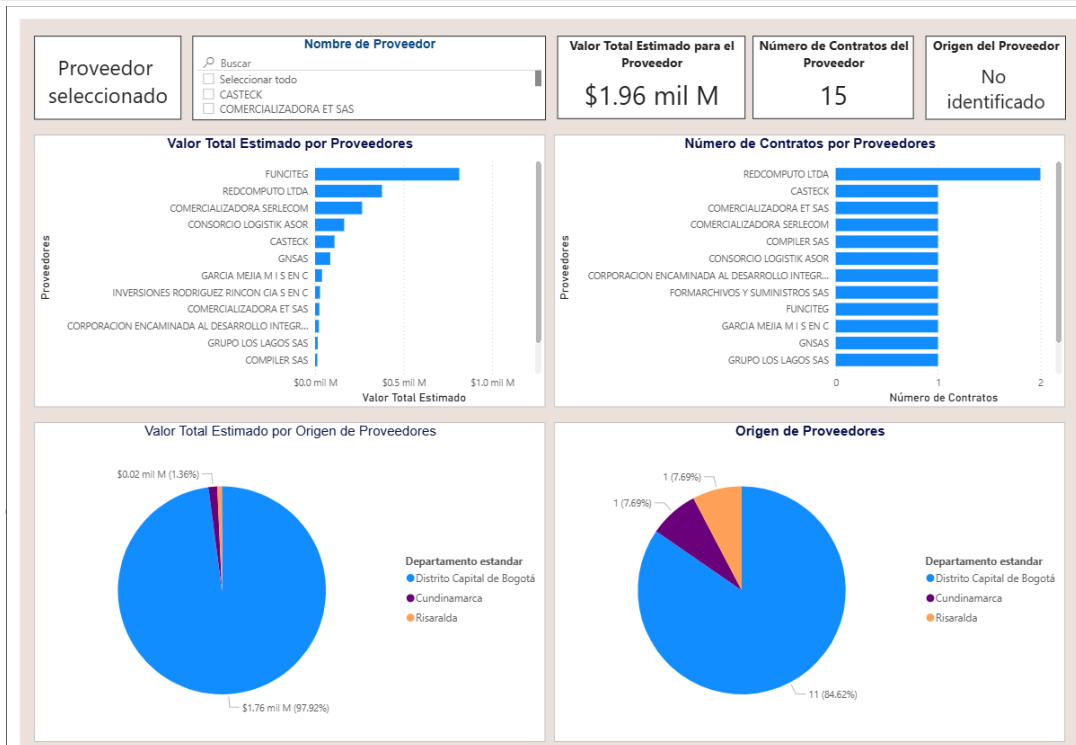 Proveedor
seleccionado
Nombre de Proveedor
Buscar
Seleccionar todo
CASTECK
COMERCIALIZADORA ET SAS
Valor Total Estimado para el
Proveedor
$1.96 mil M
Número de Contratos del
Proveedor
15
Origen del Proveedor
No
identificado
Valor Total Estimado por Proveedores
Proveedores
FUNCITEG
REDCOMPUTO LTDA
COMERCIALIZADORA SERLECOM
CONSORCIO LOGISTIK ASOR
CASTECK
GNSAS
GARCIA MEJIA M I S EN C
INVERSIONES RODRIGUEZ RINCON CIA S EN C
COMERCIALIZADORA ET SAS
CORPORACION ENCAMINADA AL DESARROLLO INTEGR...
GRUPO LOS LAGOS SAS
COMPILER SAS
$0.0 mil M $0.5 mil M $1.0 mil M
Valor Total Estimado
Número de Contratos por Proveedores
Proveedores
REDCOMPUTO LTDA
CASTECK
COMERCIALIZADORA ET SAS
COMERCIALIZADORA SERLECOM
COMPILER SAS
CONSORCIO LOGISTIK ASOR
CORPORACION ENCAMINADA AL DESARROLLO INTEGR...
FORMARCHIVOS Y SUMINISTROS SAS
FUNCITEG
GARCIA MEJIA M I S EN C
GNSAS
GRUPO LOS LAGOS SAS
0 1 2
Número de Contratos
Valor Total Estimado por Origen de Proveedores
$0.02 mil M (1.36%)
$1.76 mil M (97.92%)
Departamento estandar
Distrito Capital de Bogotá
Cundinamarca
Risaralda
Origen de Proveedores
1 (7.69%)
1 (7.69%)
11 (84.62%)
Departamento estandar
Distrito Capital de Bogotá
Cundinamarca
Risaralda